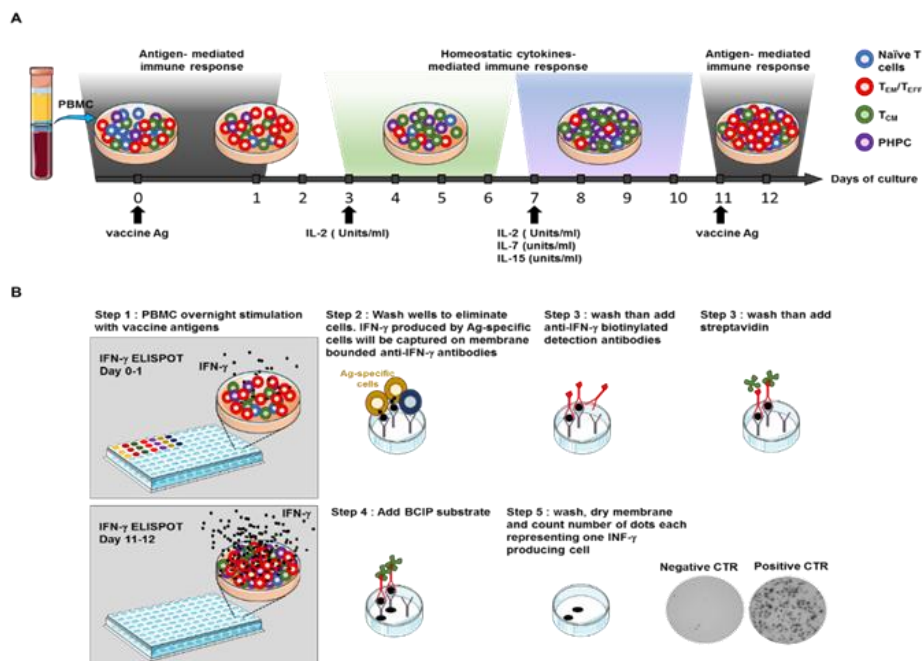 A
Antigen- mediated
immune response
Homeostatic cytokines-
mediated immune response
Antigen-mediated
immune response
PBMC
Naïve T
cells
TEM/TEFF
TCM
PHPC
Days of culture
0 1 2 3 4 5 6 7 8 9 10 11 12
vaccine Ag
IL-2 ( Units/ml)
IL-2 ( Units/ml)
IL-7 (units/ml)
IL-15 (units/ml)
vaccine Ag
B
Step 1 : PBMC overnight stimulation
with vaccine antigens
IFN-γ ELISPOT
Day 0-1
IFN-γ
Step 2 : Wash wells to eliminate
cells. IFN-γ produced by Ag-specific
cells will be captured on membrane
bounded anti-IFN-γ antibodies
Ag-specific
cells
Step 3 : wash than add
anti-IFN-γ biotinylated
detection antibodies
Step 3 : wash than add
streptavidin
IFN-γ ELISPOT
Day 11-12
IFN-γ
Step 4 : Add BCIP substrate
Step 5 : wash, dry membrane
and count number of dots each
representing one INF-γ
producing cell
Negative CTR
Positive CTR